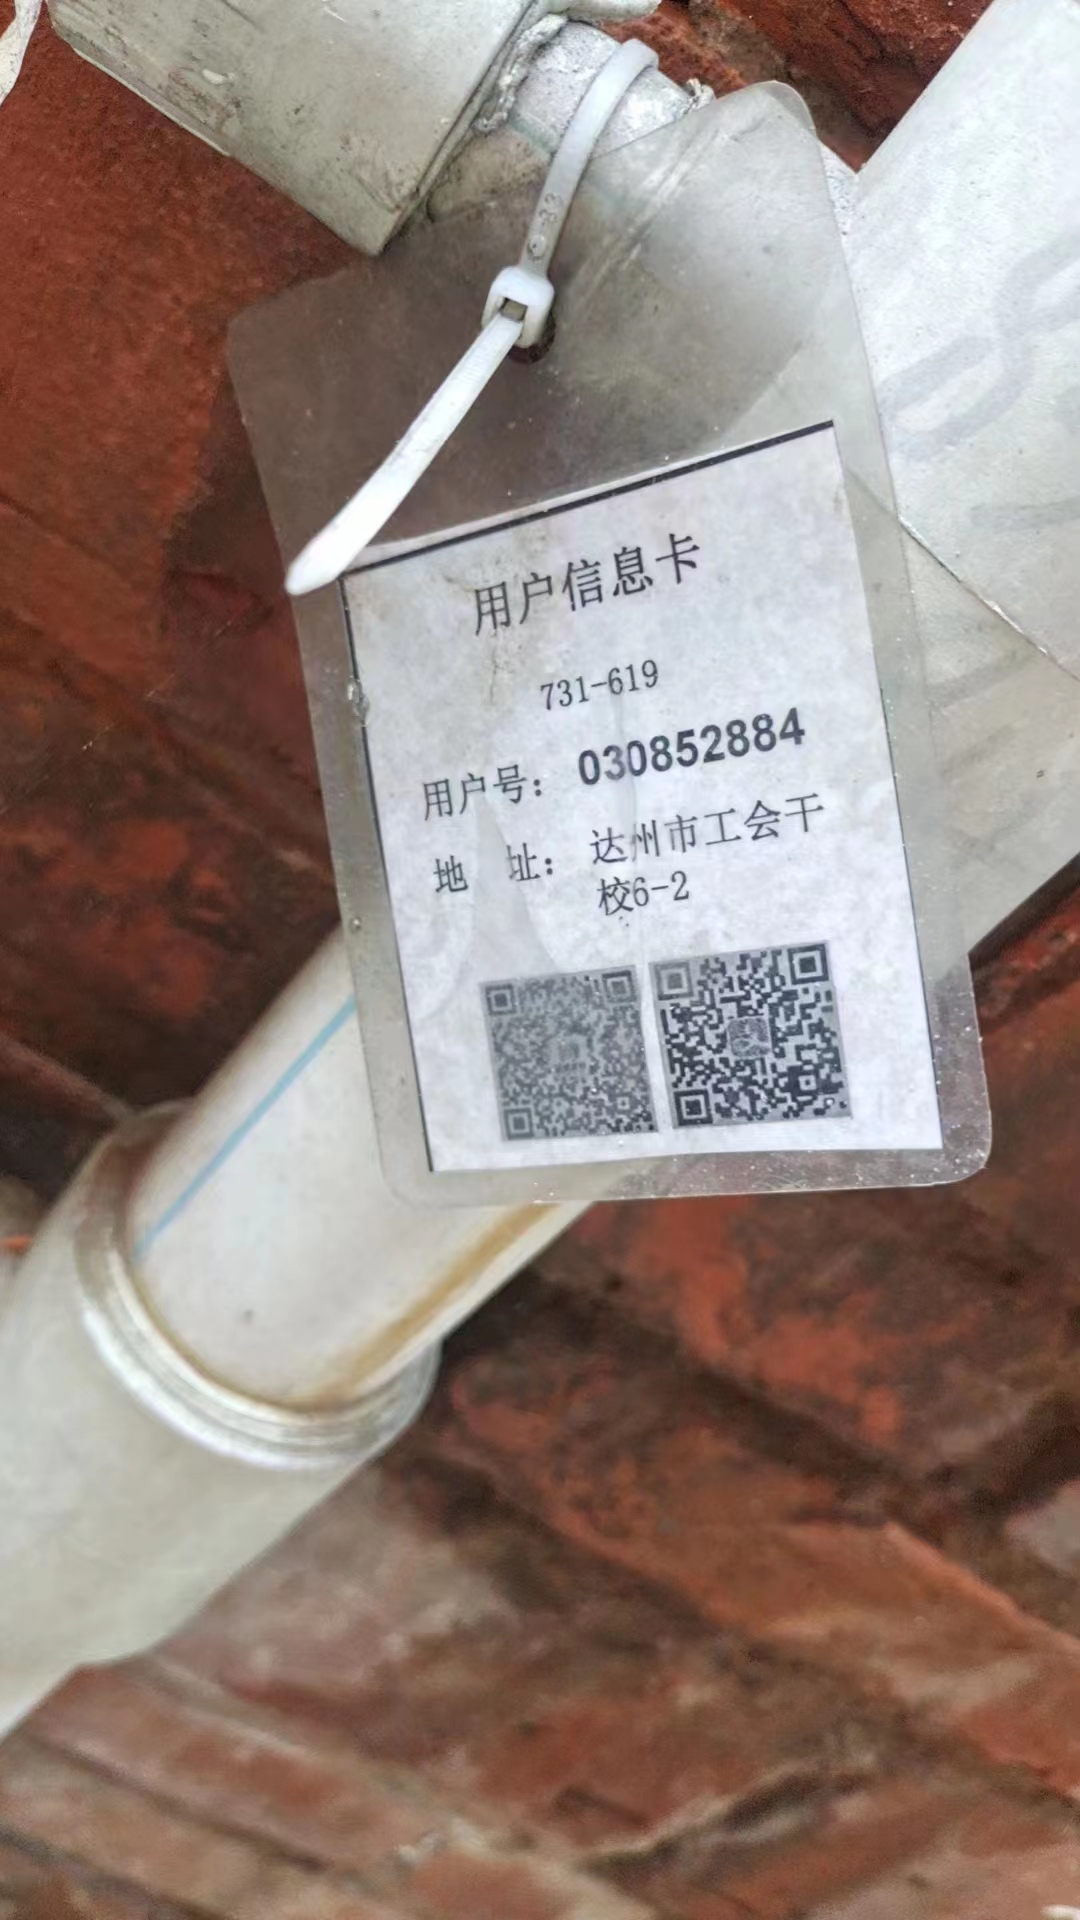 用户信息卡
731-619
用户号： 030852884
地　址： 达州市工会干
校6-2